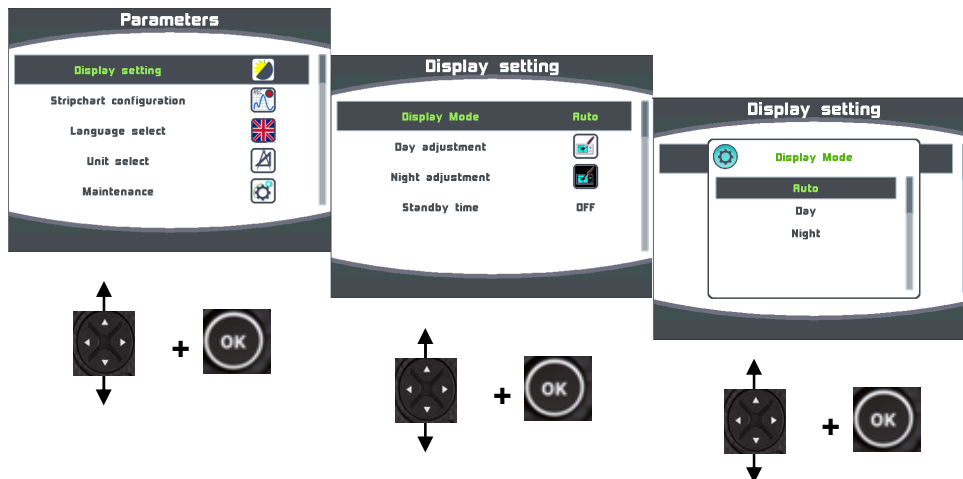 Parameters
Display setting
Stripchart configuration
REC
Language select
Unit select
Maintenance
+
OK
Display setting
Display Mode Auto
Day adjustment
Night adjustment
Standby time OFF
+
OK
Display setting
Display Mode
Auto
Day
Night
+
OK